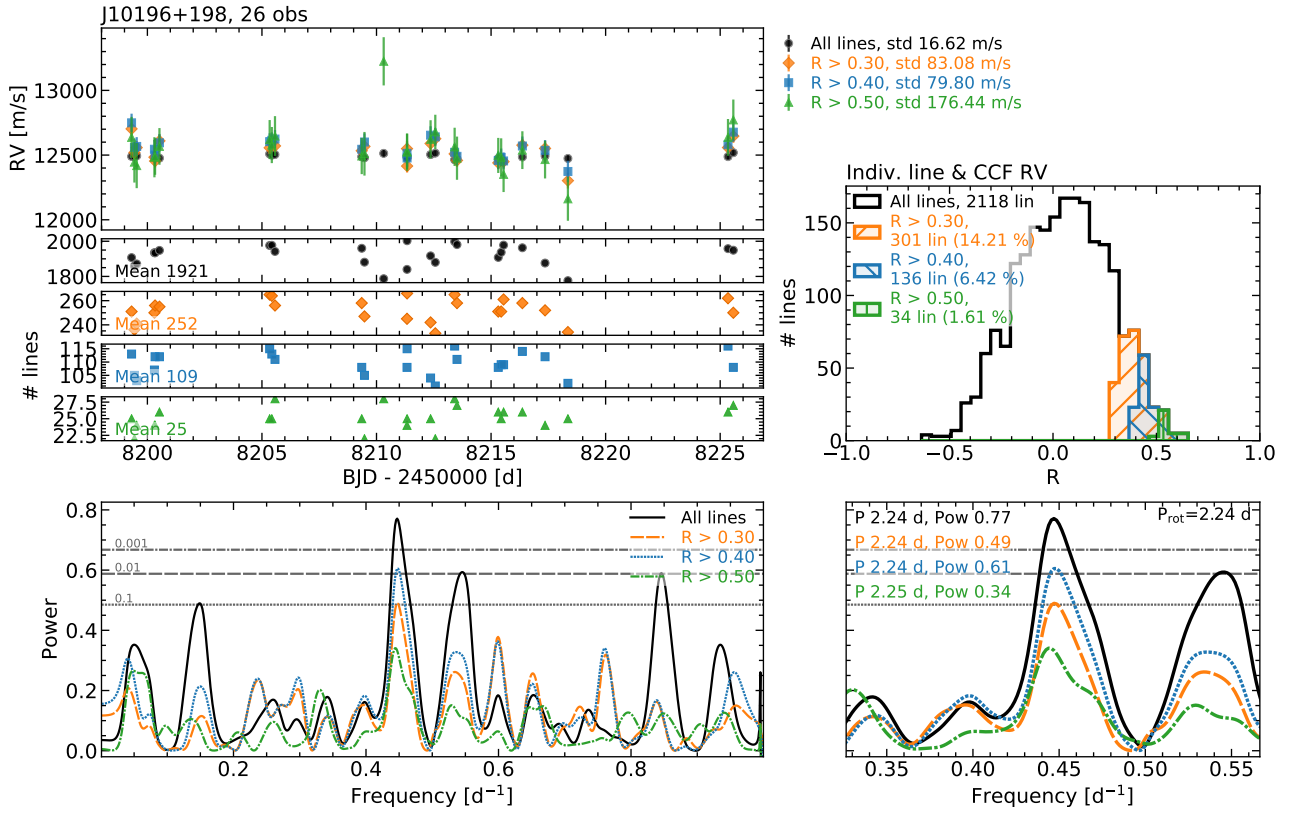 J10196+198, 26 obs
RV [m/s]
13000
12500
12000
All lines, std 16.62 m/s
R > 0.30, std 83.08 m/s
R > 0.40, std 79.80 m/s
R > 0.50, std 176.44 m/s
# lines
2000
1800
Mean 1921
260
240
Mean 252
115
105
Mean 109
27.5
25.0
22.5
Mean 25
8200
8205
8210
8215
8220
8225
BJD - 2450000 [d]
Indiv. line & CCF RV
# lines
150
100
50
0
All lines, 2118 lin
R > 0.30,
301 lin (14.21 %)
R > 0.40,
136 lin (6.42 %)
R > 0.50,
34 lin (1.61 %)
−1.0
−0.5
0.0
0.5
1.0
R
Power
0.8
0.6
0.4
0.2
0.0
0.001
0.01
0.1
All lines
R > 0.30
R > 0.40
R > 0.50
0.2
0.4
0.6
0.8
Frequency [d⁻¹]
P 2.24 d, Pow 0.77
P 2.24 d, Pow 0.49
P 2.24 d, Pow 0.61
P 2.25 d, Pow 0.34
Prot=2.24 d
0.35
0.40
0.45
0.50
0.55
Frequency [d⁻¹]